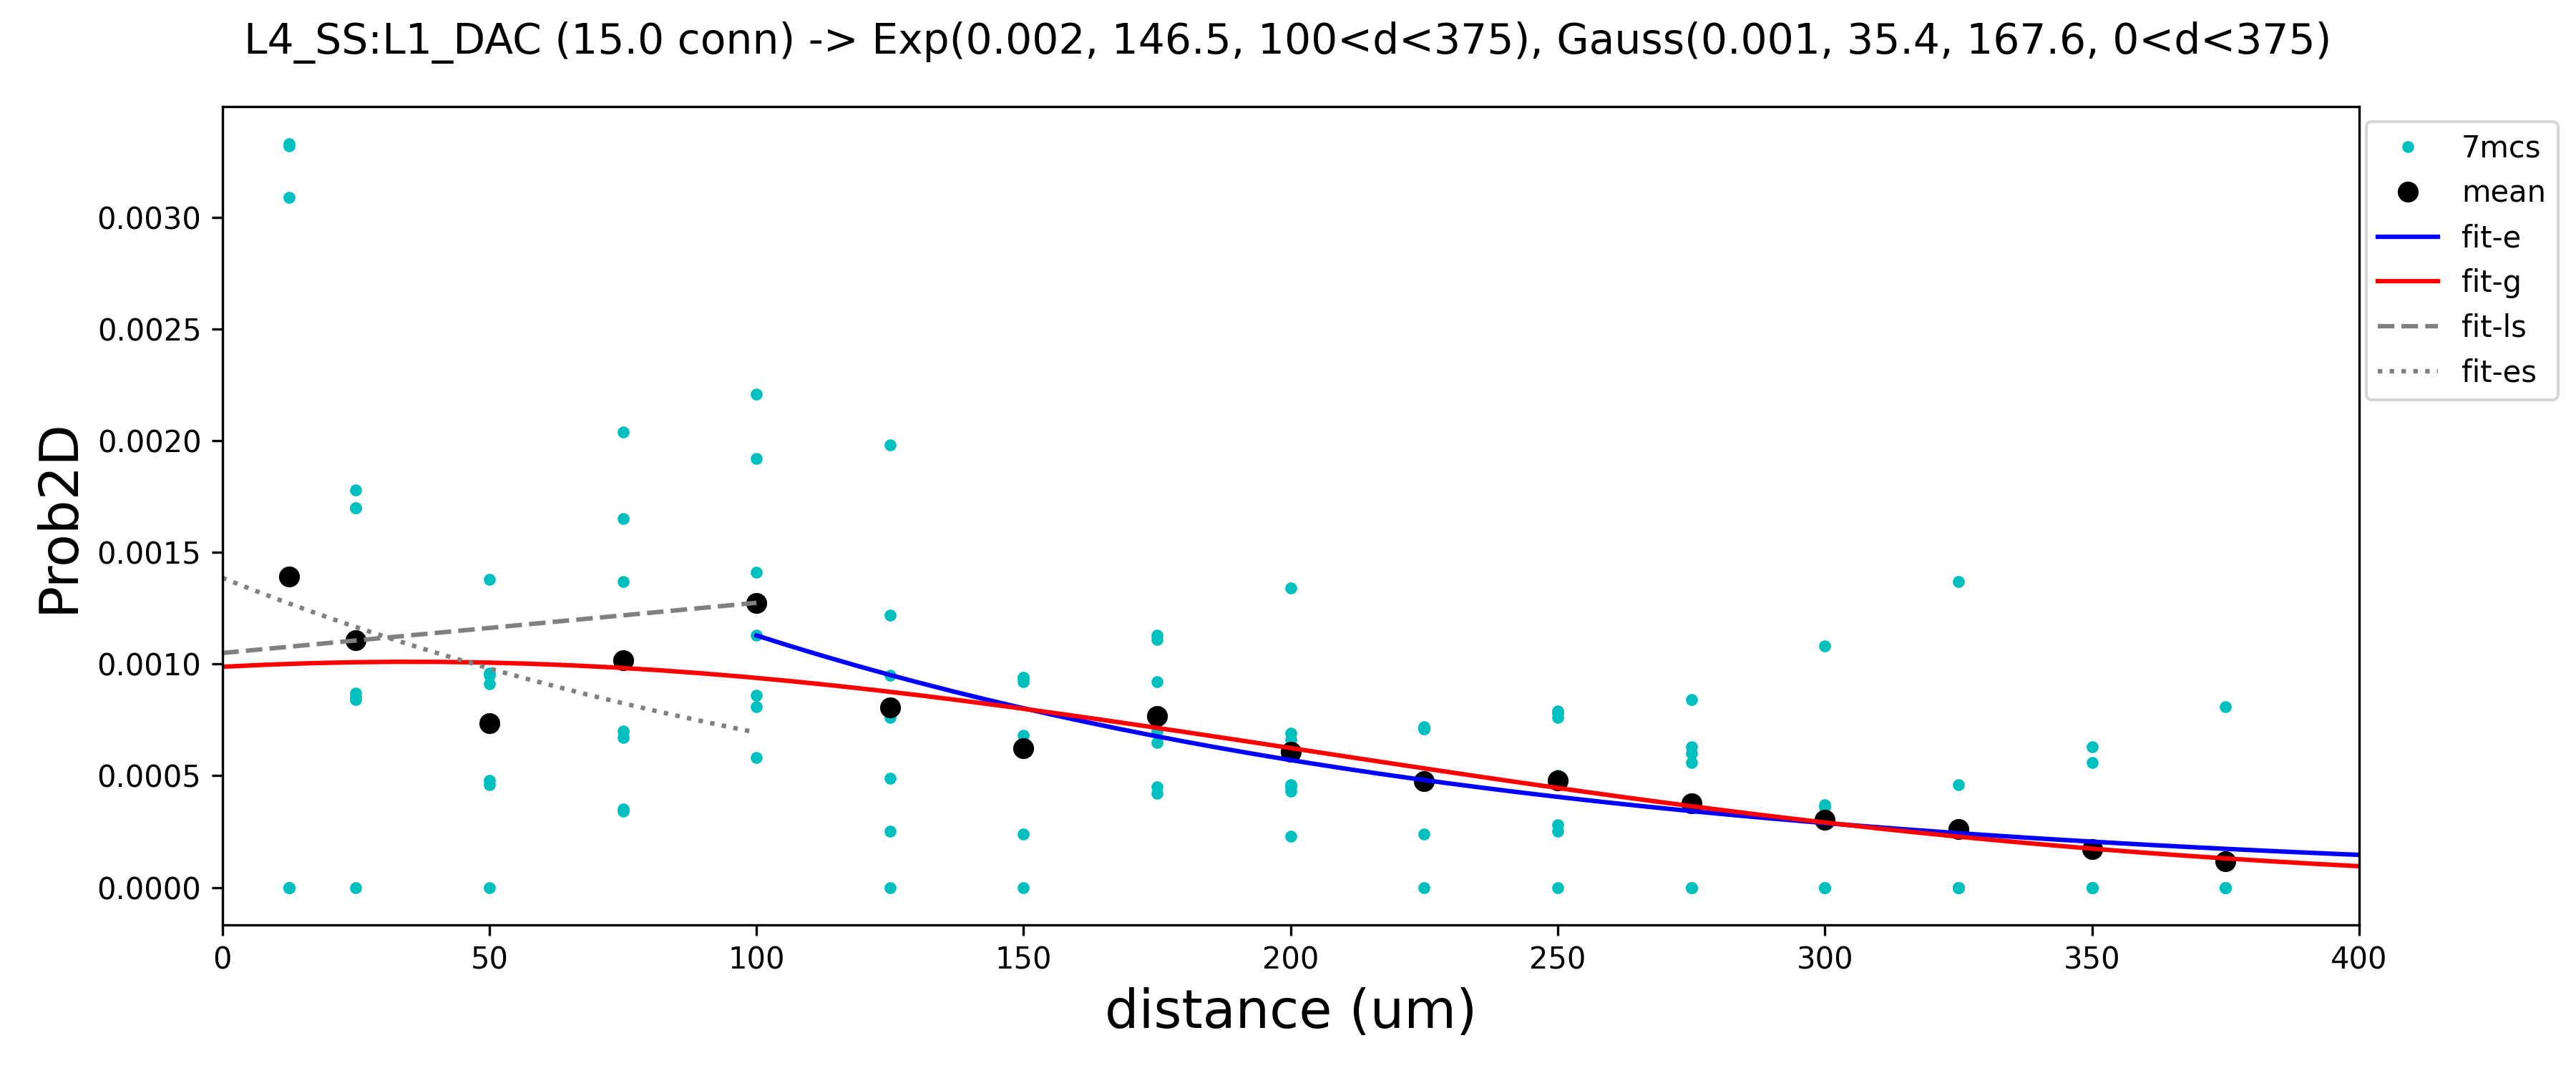 L4_SS:L1_DAC (15.0 conn) -> Exp(0.002, 146.5, 100<d<375), Gauss(0.001, 35.4, 167.6, 0<d<375)
Prob2D
0.0030
0.0025
0.0020
0.0015
0.0010
0.0005
0.0000
0 50 100 150 200 250 300 350 400
distance (um)
7mcs
mean
fit-e
fit-g
fit-ls
fit-es